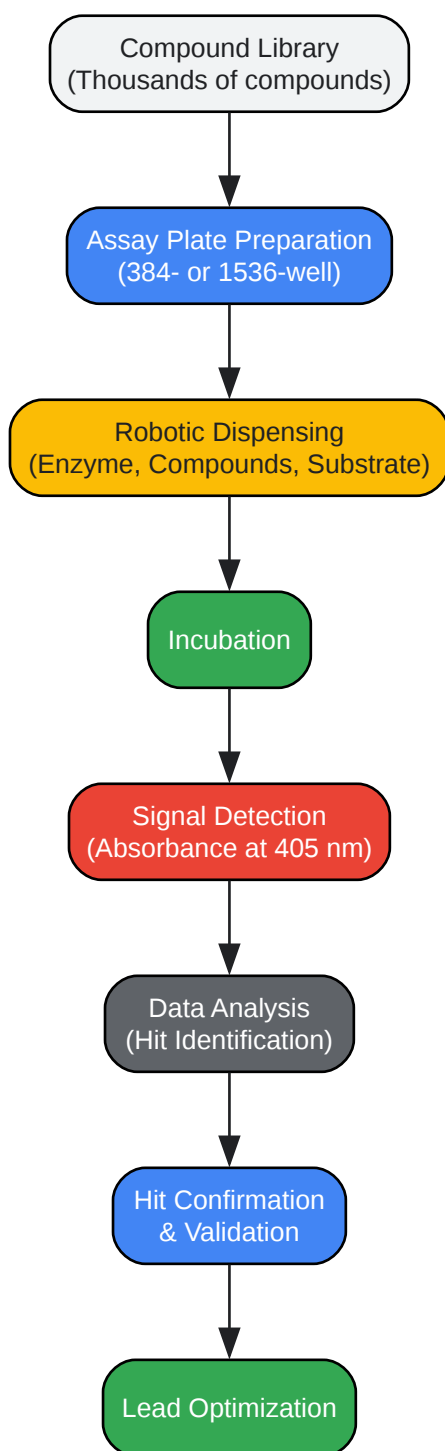 Compound Library
(Thousands of compounds)
Assay Plate Preparation
(384- or 1536-well)
Robotic Dispensing
(Enzyme, Compounds, Substrate)
Incubation
Signal Detection
(Absorbance at 405 nm)
Data Analysis
(Hit Identification)
Hit Confirmation
& Validation
Lead Optimization